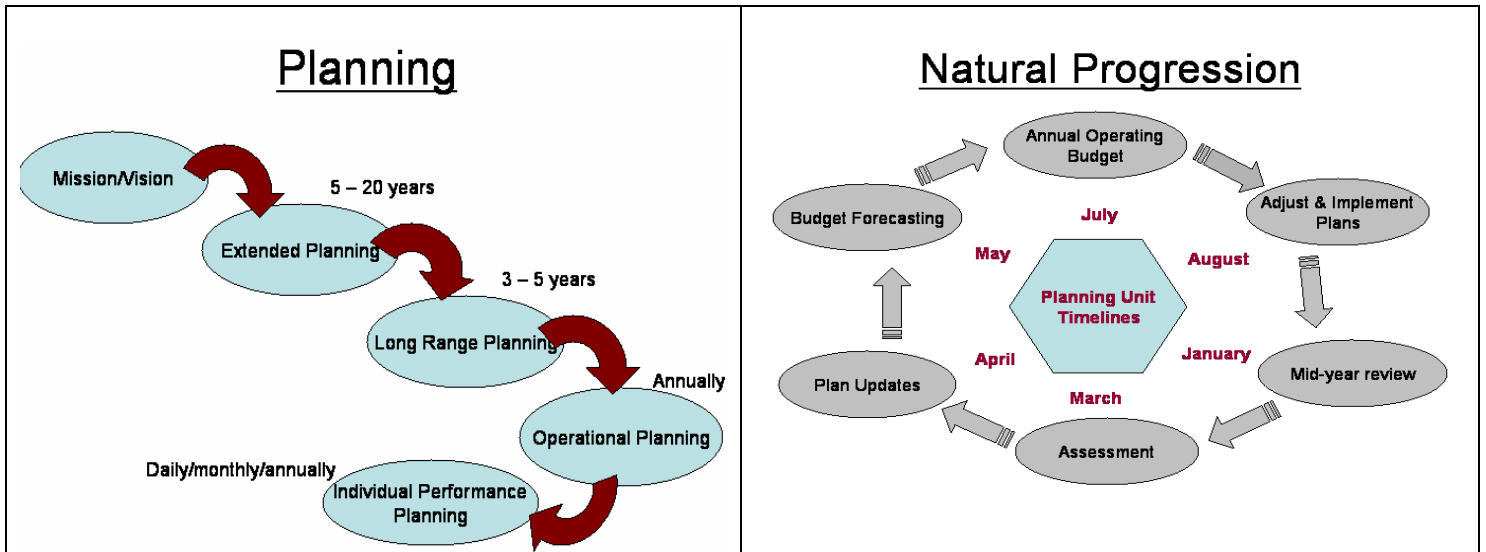 Planning
Mission/Vision
5 – 20 years
Extended Planning
3 – 5 years
Long Range Planning
Annually
Operational Planning
Daily/monthly/annually
Individual Performance
Planning
Natural Progression
Annual Operating
Budget
Adjust & Implement
Plans
Budget Forecasting
July
May
August
Planning Unit
Timelines
April
January
Plan Updates
Mid-year review
March
Assessment